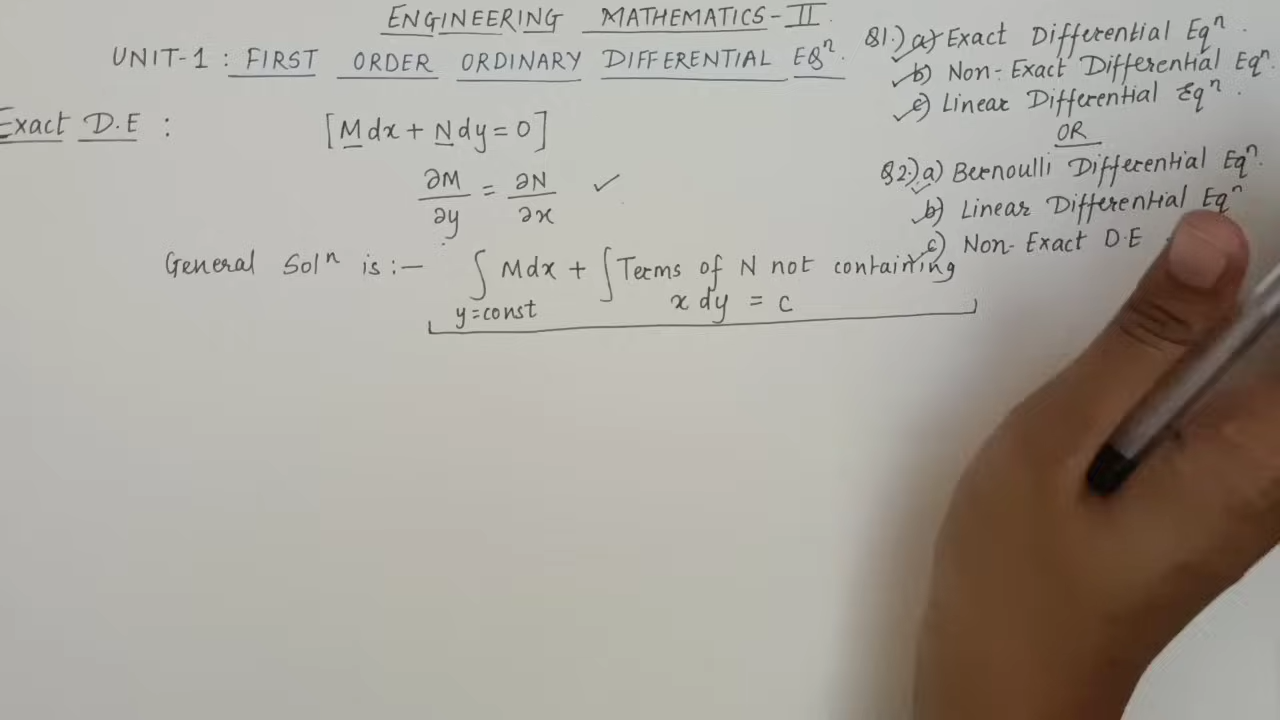 ENGINEERING MATHEMATICS-II
UNIT-1 : FIRST ORDER ORDINARY DIFFERENTIAL EQⁿ.
Exact D.E :
[Mdx + Ndy = 0]
∂M/∂y = ∂N/∂x ✓
General Solⁿ is :— ∫ Mdx + ∫ Terms of N not containing
y=const x dy = c
Q1.) a) Exact Differential Eqⁿ.
b) Non-Exact Differential Eqⁿ.
c) Linear Differential Eqⁿ.
OR
Q2.) a) Bernoulli Differential Eqⁿ.
b) Linear Differential Eqⁿ
c) Non-Exact D.E